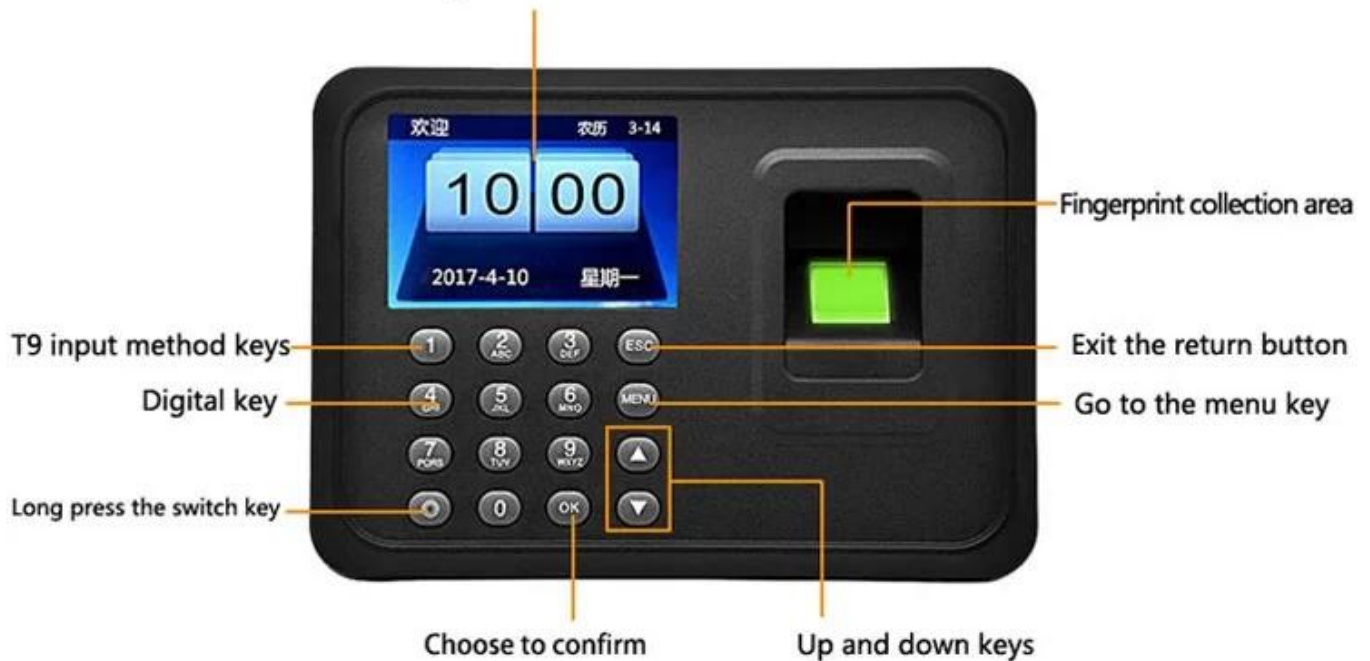 欢迎 农历 3-14
10 00
2017-4-10 星期一
Fingerprint collection area
T9 input method keys
1 2 ABC 3 DEF ESC
Exit the return button
Digital key
4 GHI 5 JKL 6 MNO MENU
Go to the menu key
7 PQRS 8 TUV 9 WXYZ
Long press the switch key
0 OK
Choose to confirm
Up and down keys